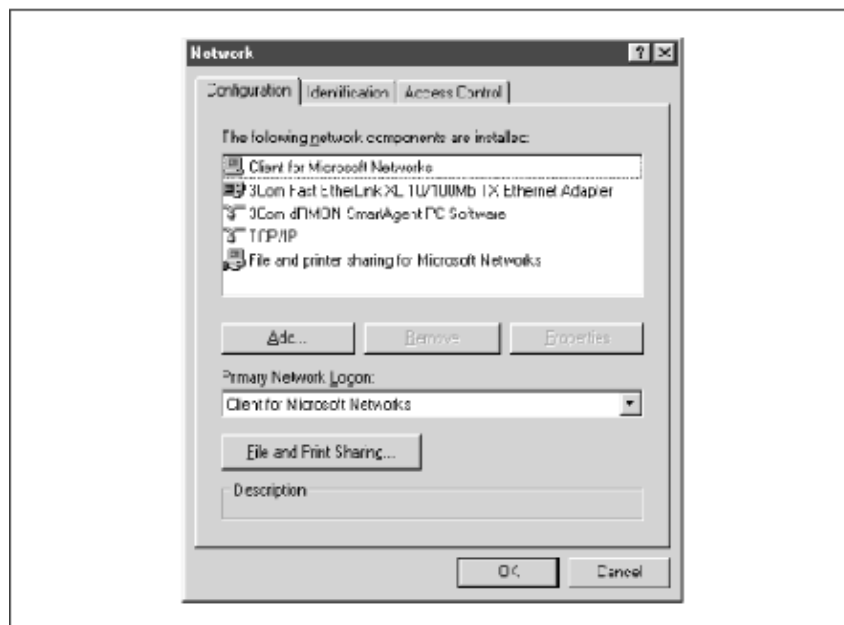 Network
Configuration Identification Access Control
The following network components are installed:
Client for Microsoft Networks
3Com Fast EtherLink XL 10/100Mb TX Ethernet Adapter
3Com dRMON SmartAgent PC Software
TCP/IP
File and printer sharing for Microsoft Networks
Add... Remove Properties
Primary Network Logon:
Client for Microsoft Networks
File and Print Sharing...
Description
OK Cancel